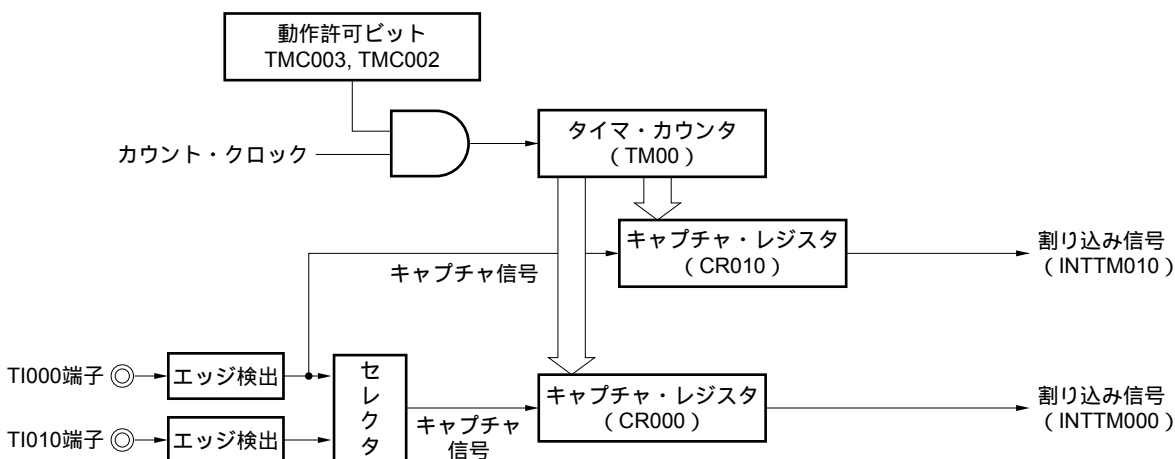 動作許可ビット
TMC003, TMC002
カウント・クロック
タイマ・カウンタ
（TM00）
キャプチャ・レジスタ
（CR010）
割り込み信号
（INTTM010）
キャプチャ信号
TI000端子
エッジ検出
セレクタ
キャプチャ・レジスタ
（CR000）
割り込み信号
（INTTM000）
TI010端子
エッジ検出
キャプチャ
信号